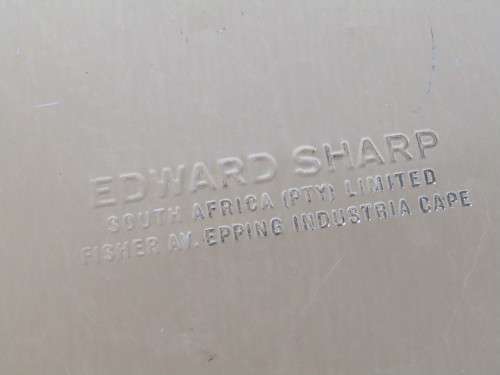 EDWARD SHARP
SOUTH AFRICA (PTY) LIMITED
FISHER AV. EPPING INDUSTRIA CAPE